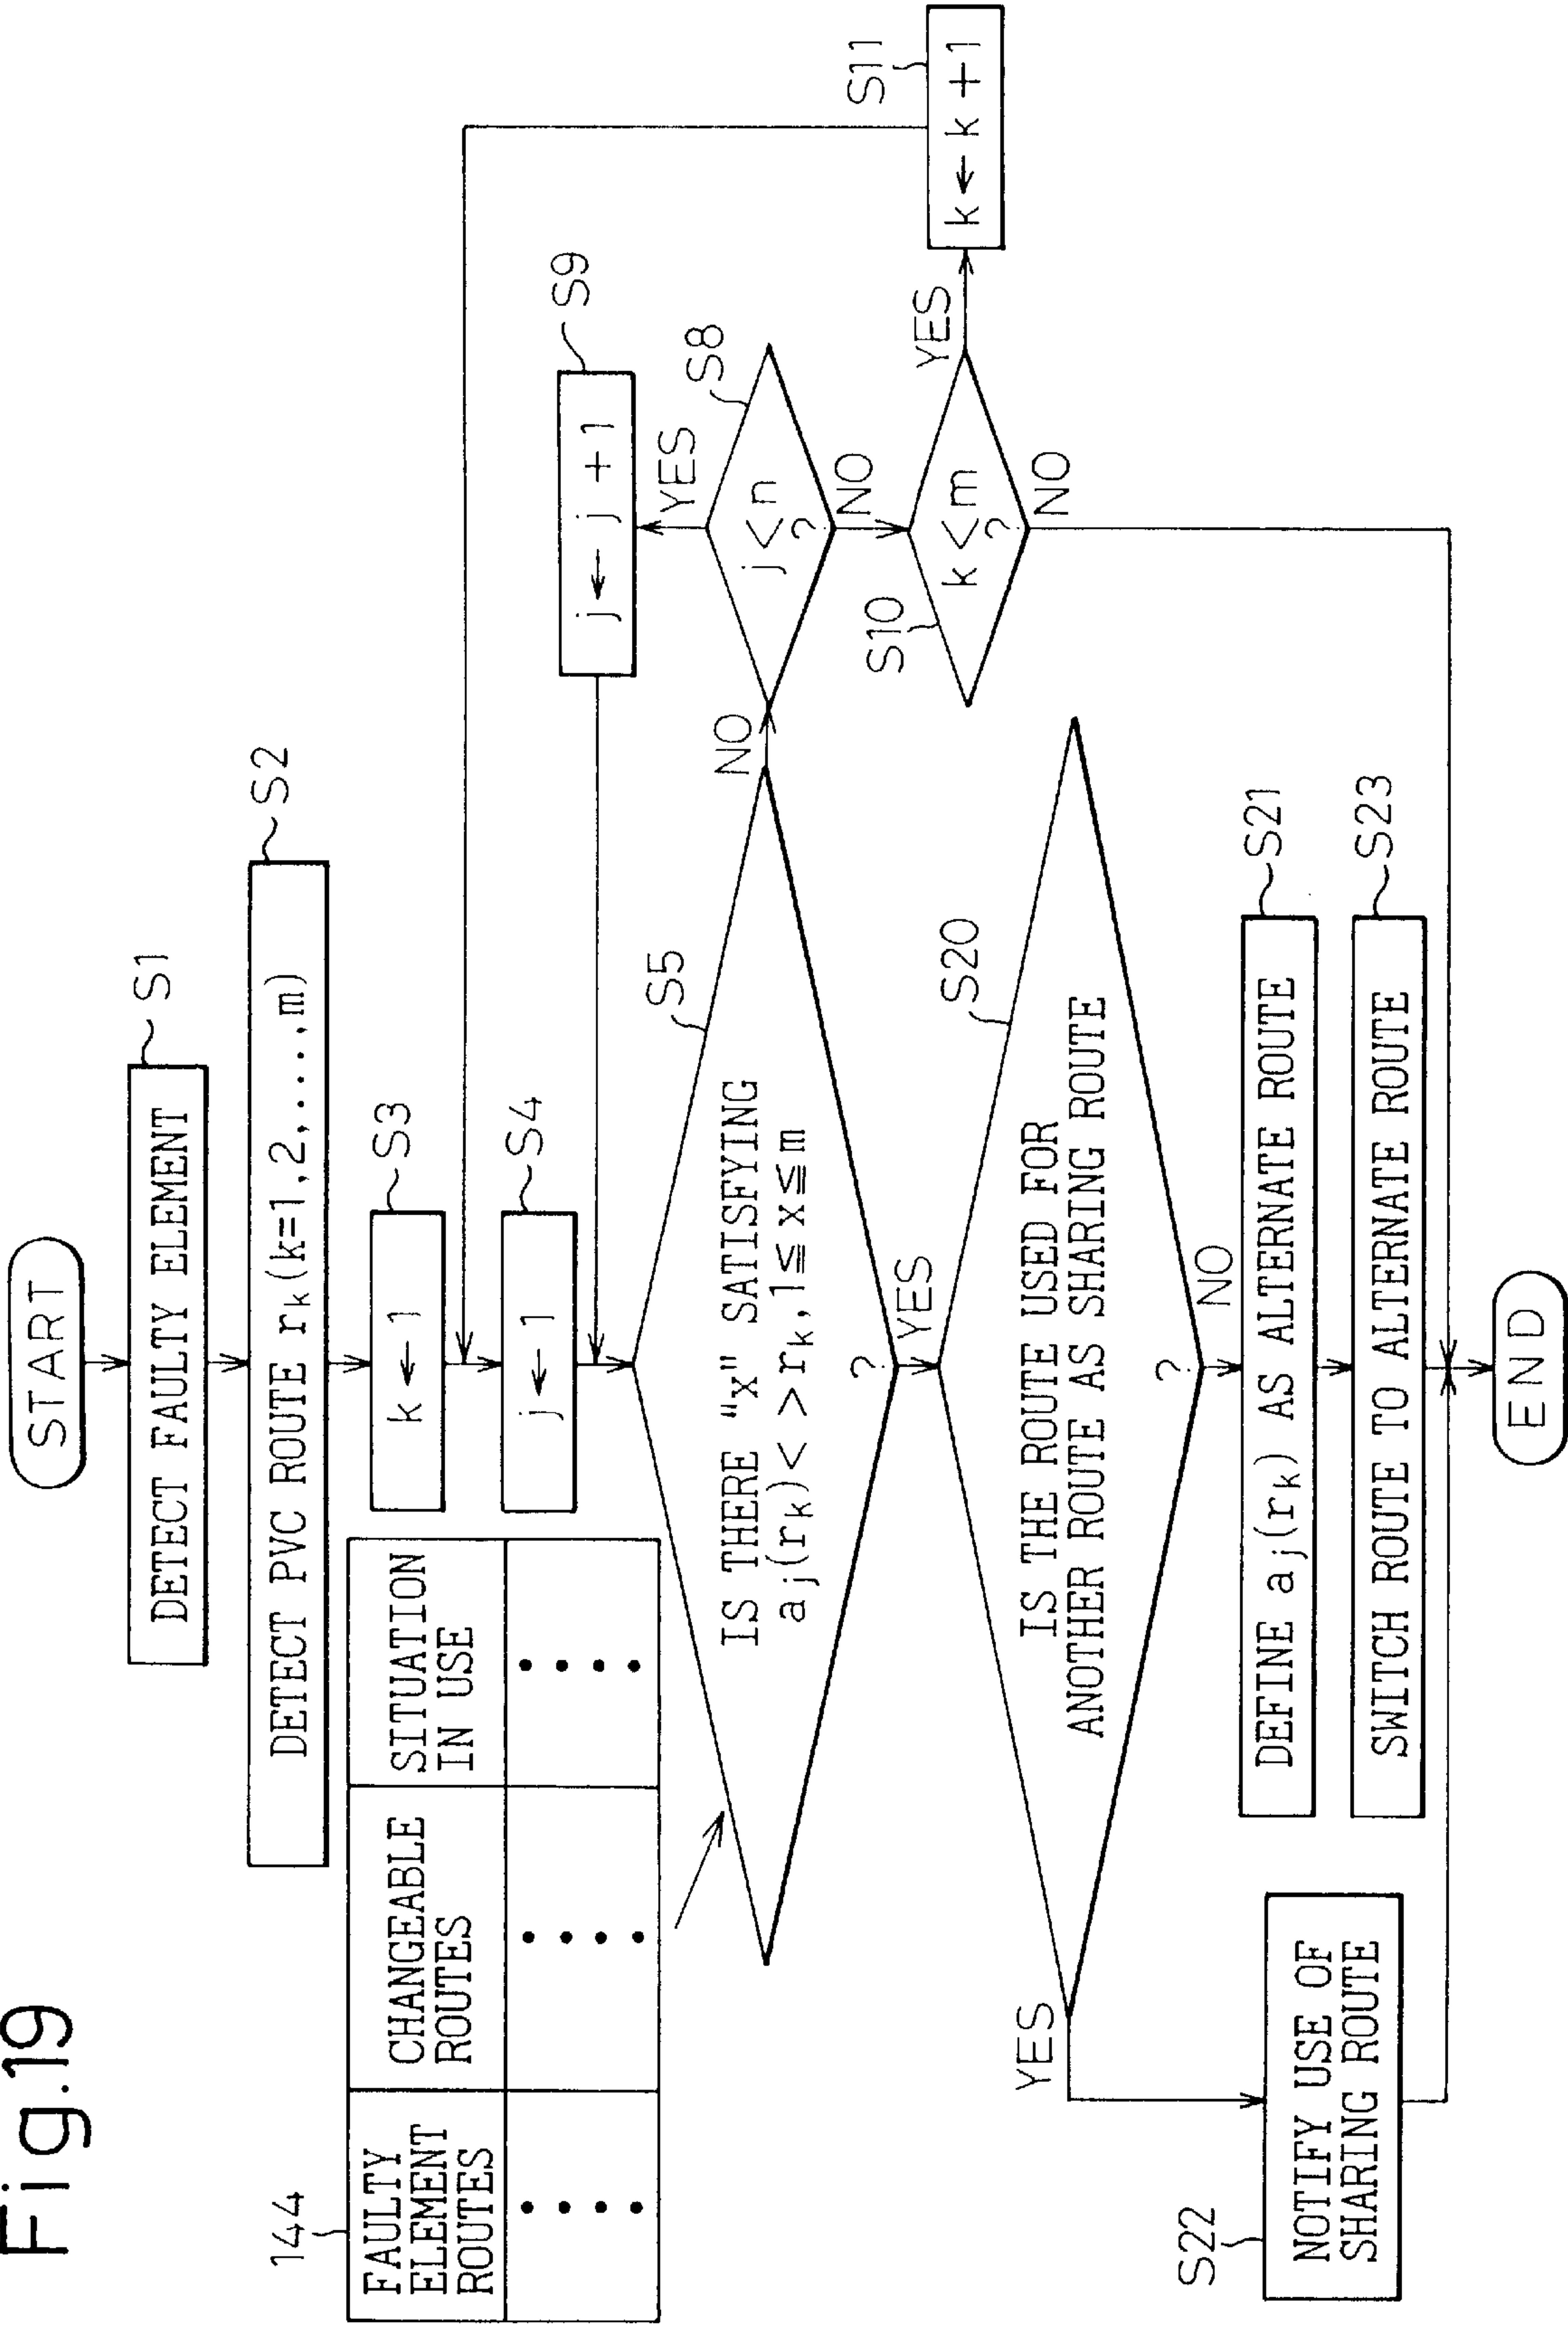 Fig.19
START
DETECT FAULTY ELEMENT
S1
DETECT PVC ROUTE rk(k=1,2,....,m)
S2
k ← 1
S3
j ← 1
S4
144
FAULTY
ELEMENT
ROUTES
CHANGEABLE
ROUTES
SITUATION
IN USE
• • • •
• • • •
• • • •
IS THERE "x" SATISFYING
aj(rk)< >rk,1≦x≦m
?
S5
NO
YES
j<n
?
S8
YES
NO
j ← j +1
S9
k <m
?
S10
YES
NO
k ← k +1
S11
IS THE ROUTE USED FOR
ANOTHER ROUTE AS SHARING ROUTE
?
S20
YES
NO
DEFINE aj(rk) AS ALTERNATE ROUTE
S21
NOTIFY USE OF
SHARING ROUTE
S22
SWITCH ROUTE TO ALTERNATE ROUTE
S23
END